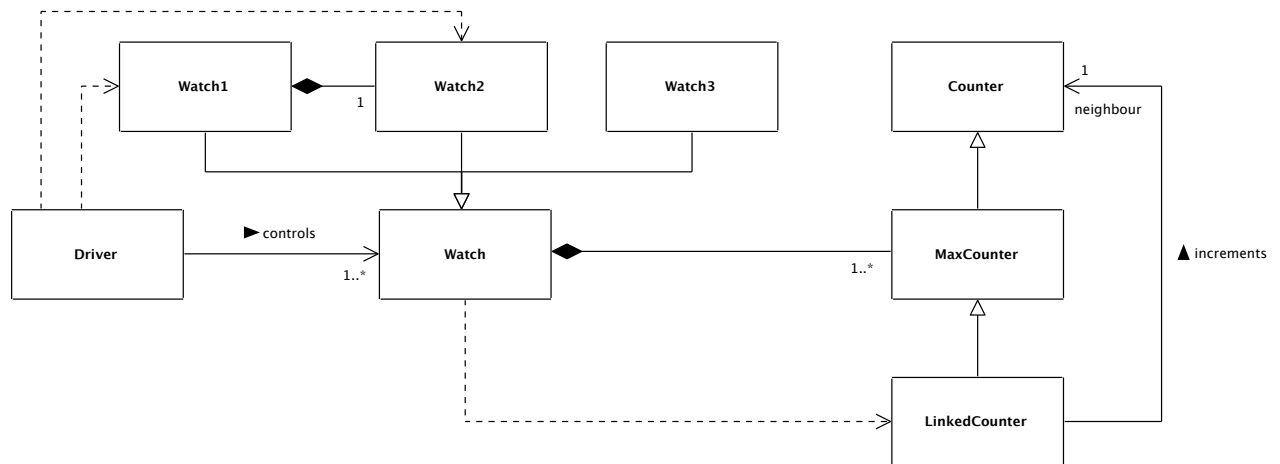 Watch1
1
Watch2
Watch3
Counter
1
neighbour
Driver
► controls
1..*
Watch
1..*
MaxCounter
▲ increments
LinkedCounter